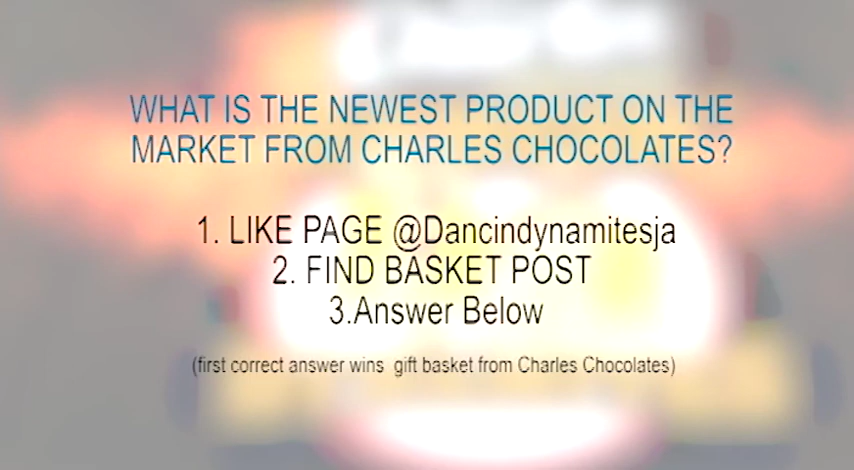 WHAT IS THE NEWEST PRODUCT ON THE
MARKET FROM CHARLES CHOCOLATES?
1. LIKE PAGE @Dancindynamitesja
2. FIND BASKET POST
3.Answer Below
(first correct answer wins gift basket from Charles Chocolates)